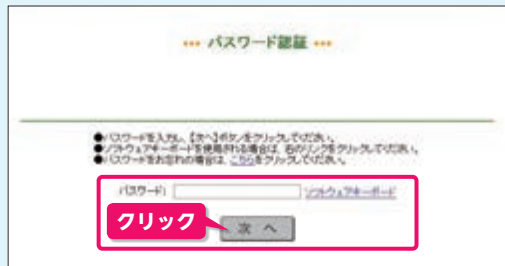 ••• パスワード認証 •••
●パスワードを入力し、【次へ】ボタンをクリックしてください。
●ソフトウェアキーボードを使用される場合は、右のリンクをクリックしてください。
●パスワードをお忘れの場合は、こちらをクリックしてください。
パスワード: ソフトウェアキーボード
クリック 次 へ